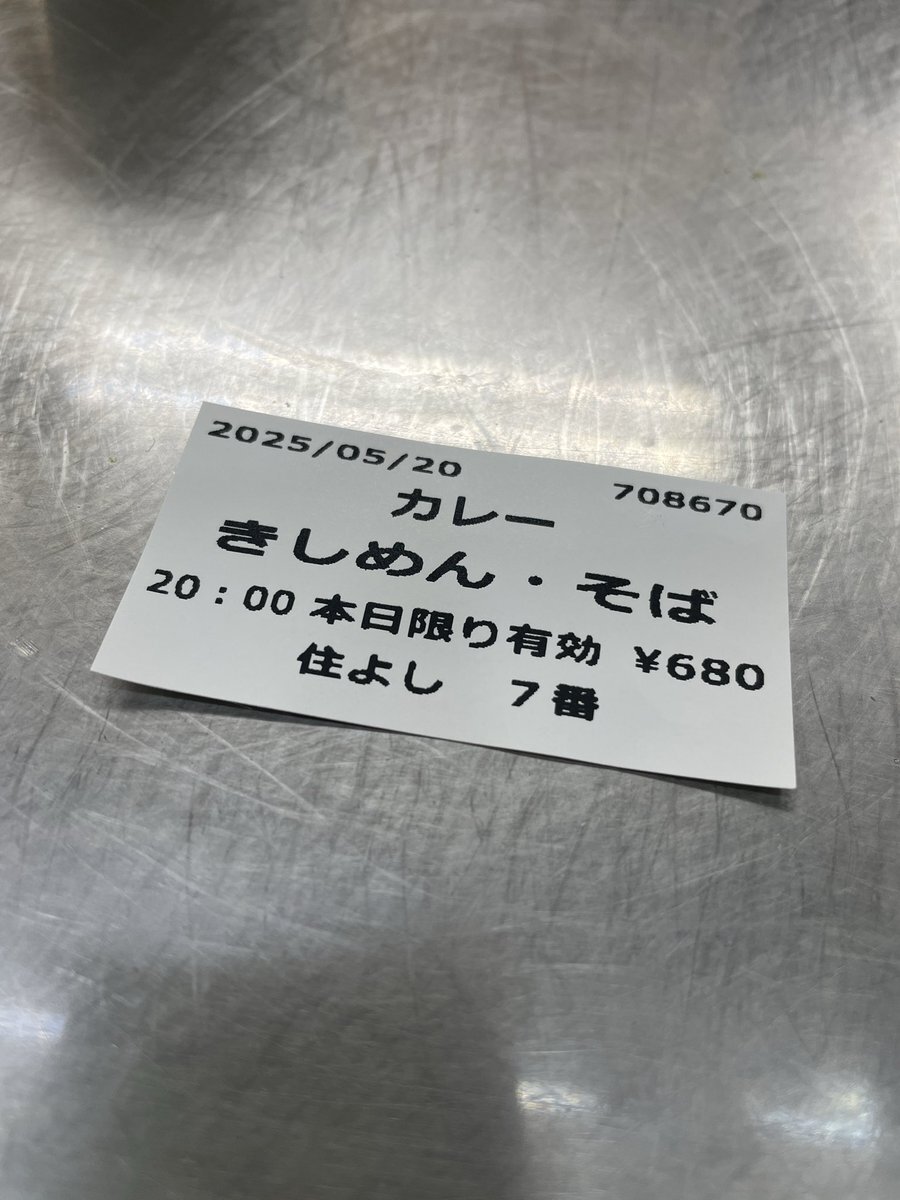 2025/05/20 708670
カレー
きしめん・そば
20：00 本日限り有効 ¥680
住よし 7番